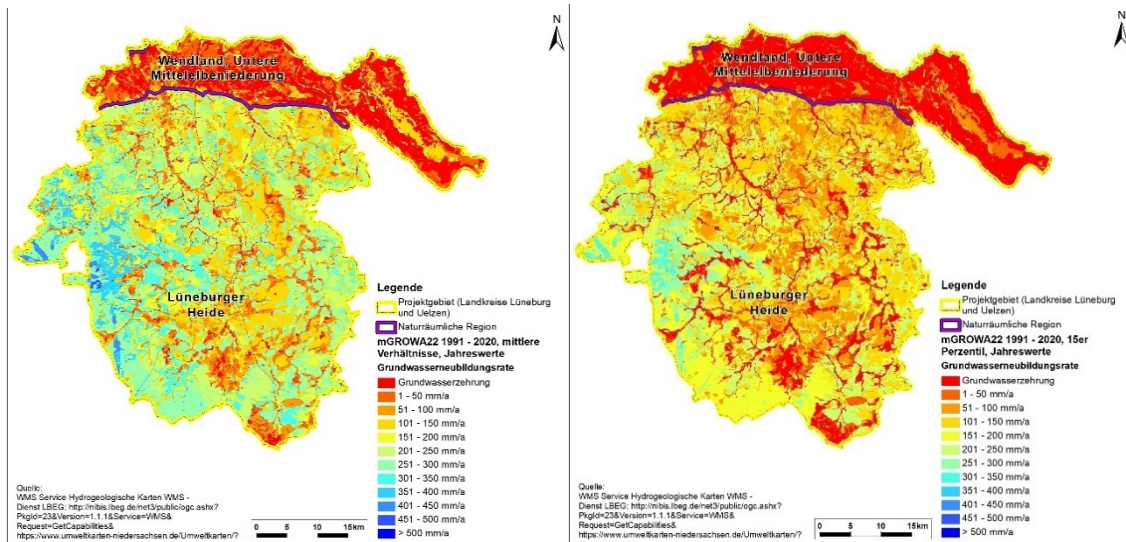 N
Wendland, Untere
Mittelelbeniederung
Lüneburger
Heide
Legende
Projektgebiet (Landkreise Lüneburg
und Uelzen)
Naturräumliche Region
mGROWA22 1991 - 2020, mittlere
Verhältnisse, Jahreswerte
Grundwasserneubildungsrate
Grundwasserzehrung
1 - 50 mm/a
51 - 100 mm/a
101 - 150 mm/a
151 - 200 mm/a
201 - 250 mm/a
251 - 300 mm/a
301 - 350 mm/a
351 - 400 mm/a
401 - 450 mm/a
451 - 500 mm/a
> 500 mm/a
Quelle:
WMS Service Hydrogeologische Karten WMS -
Dienst LBEG; http://nibis.lbeg.de/net3/public/ogc.ashx?
PkgId=23&Version=1.1.1&Service=WMS&
Request=GetCapabilities&
https://www.umweltkarten-niedersachsen.de/Umweltkarten/?
0 5 10 15km
N
Wendland, Untere
Mittelelbeniederung
Lüneburger
Heide
Legende
Projektgebiet (Landkreise Lüneburg
und Uelzen)
Naturräumliche Region
mGROWA22 1991 - 2020, 15er
Perzentil, Jahreswerte
Grundwasserneubildungsrate
Grundwasserzehrung
1 - 50 mm/a
51 - 100 mm/a
101 - 150 mm/a
151 - 200 mm/a
201 - 250 mm/a
251 - 300 mm/a
301 - 350 mm/a
351 - 400 mm/a
401 - 450 mm/a
451 - 500 mm/a
> 500 mm/a
Quelle:
WMS Service Hydrogeologische Karten WMS -
Dienst LBEG; http://nibis.lbeg.de/net3/public/ogc.ashx?
PkgId=23&Version=1.1.1&Service=WMS&
Request=GetCapabilities&
https://www.umweltkarten-niedersachsen.de/Umweltkarten/?
0 5 10 15km